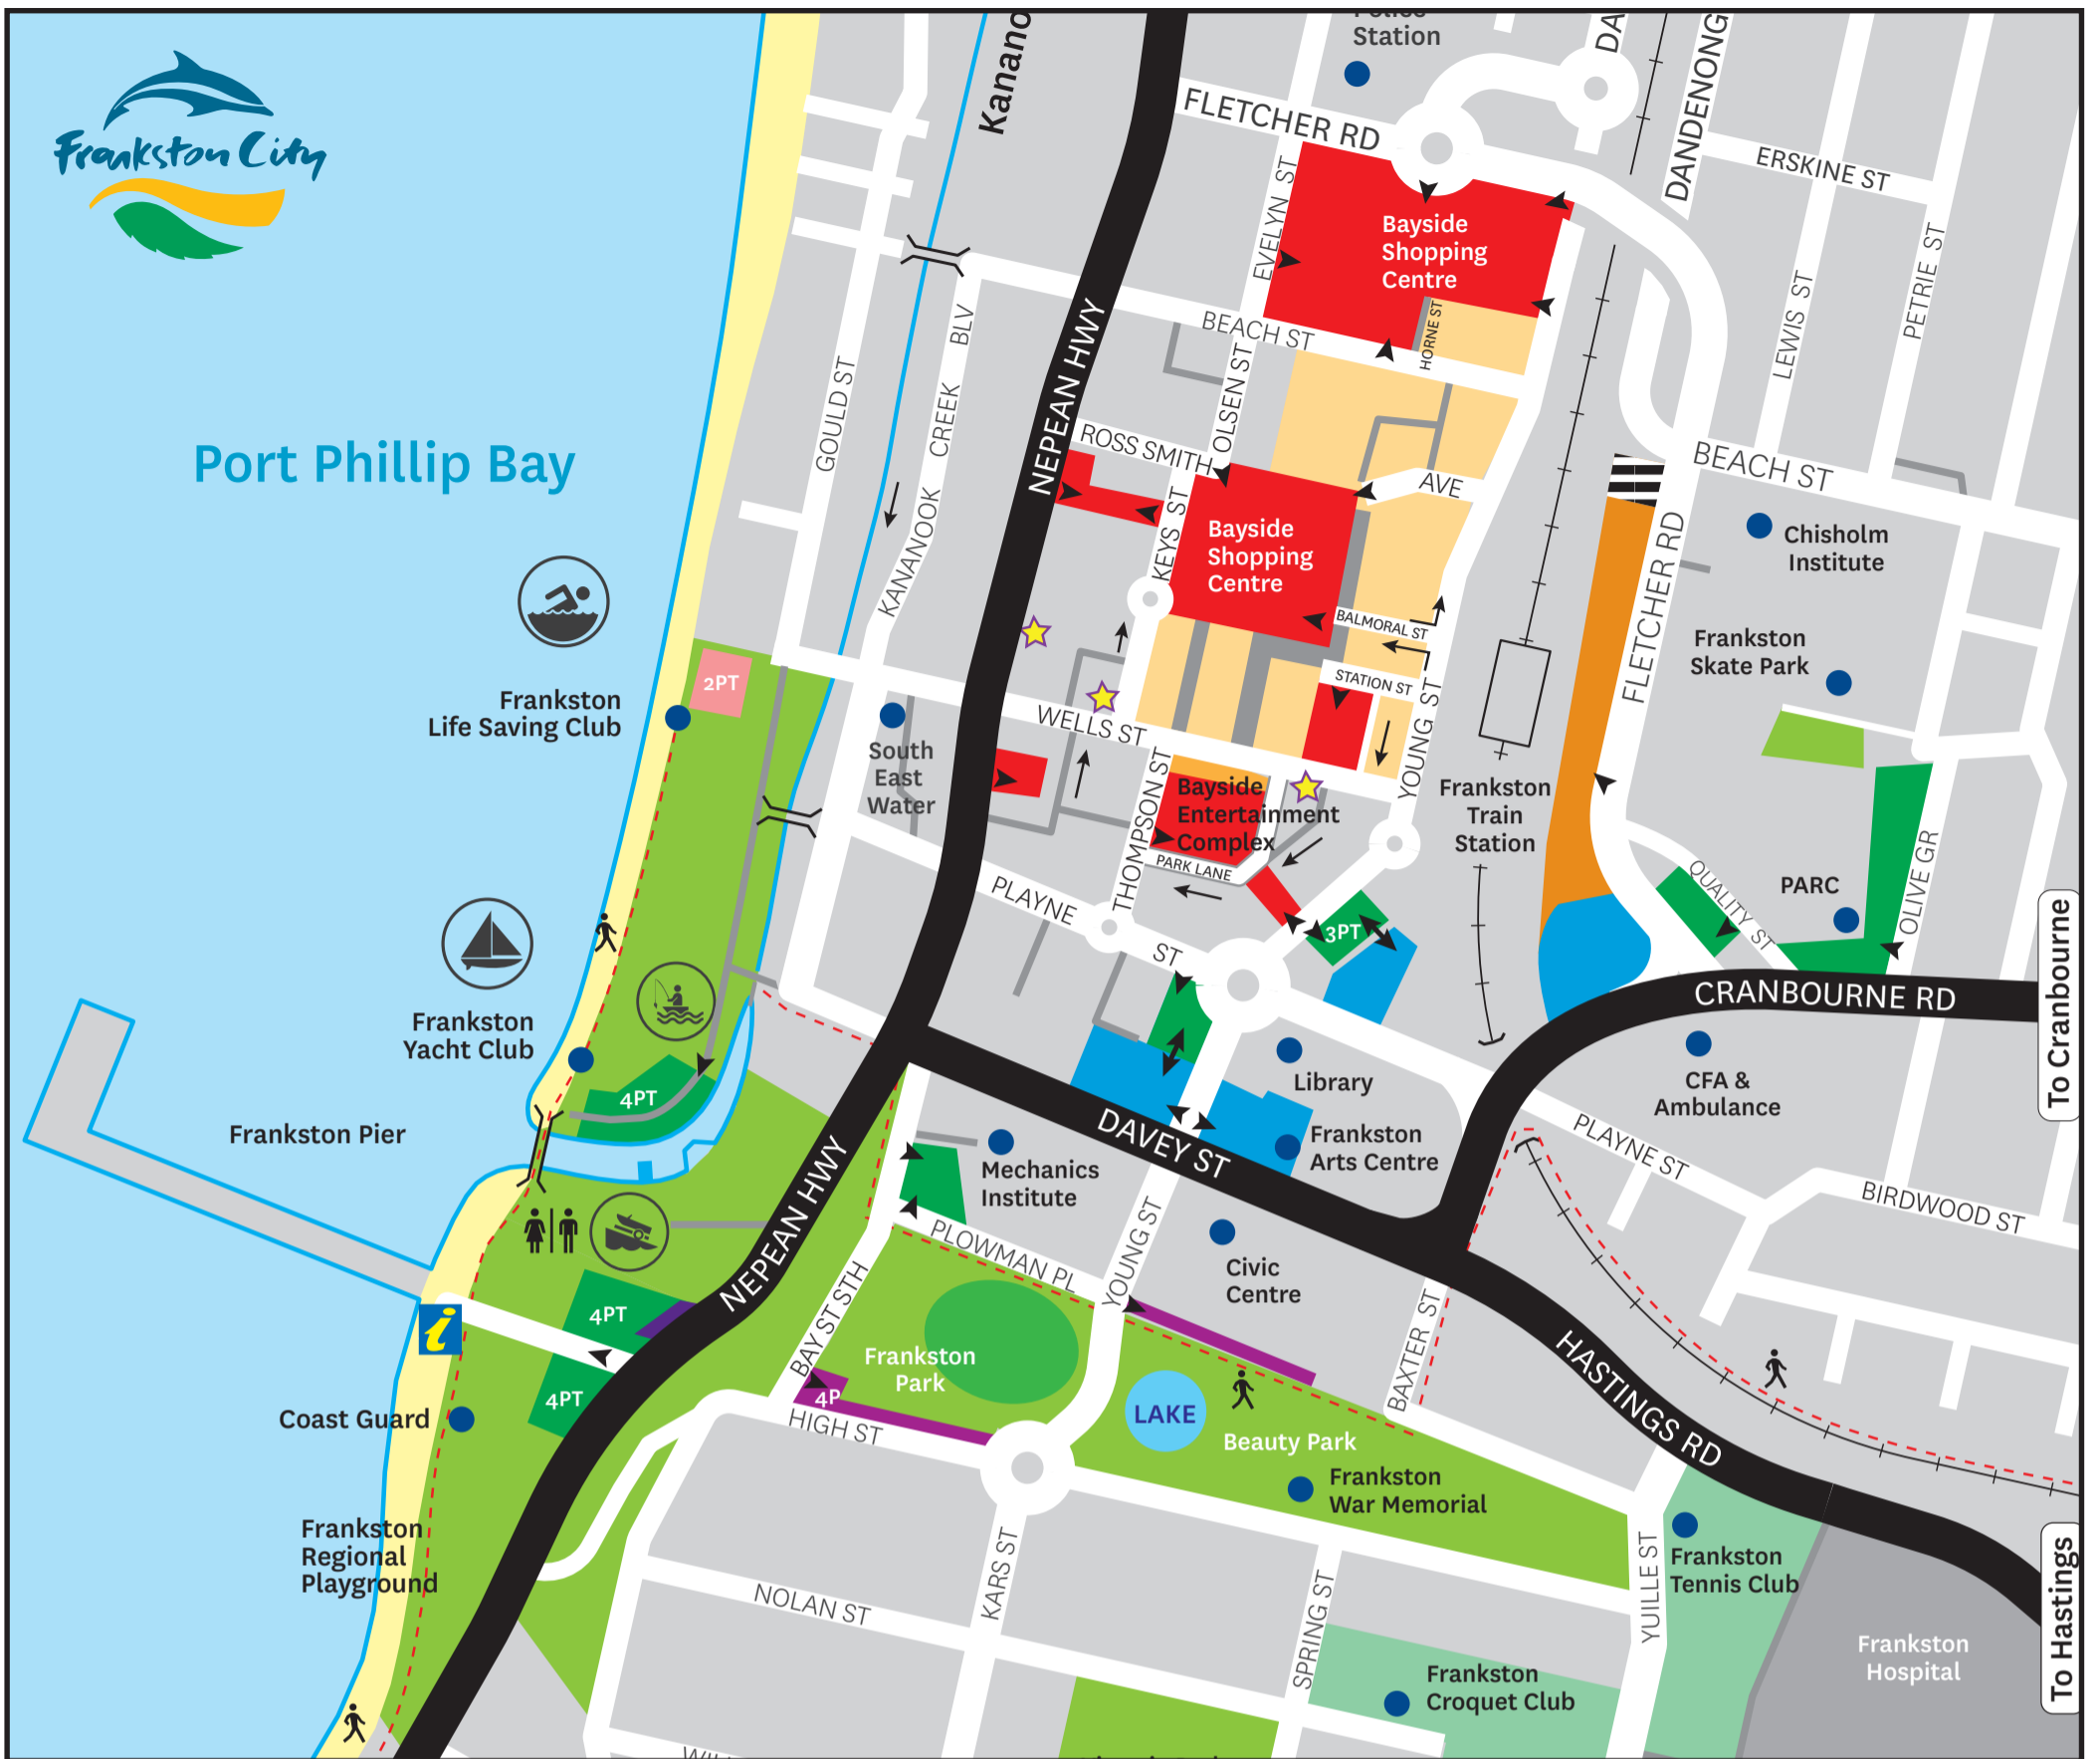 Station
Kanano
DA
DANDENONG
FLETCHER RD
Frankston City
ERSKINE ST
EVELYN ST
Bayside
Shopping
Centre
PETRIE ST
LEWIS ST
HORNE ST
BEACH ST
KANANOOK CREEK BLV
GOULD ST
NEPEAN HWY
OLSEN ST
ROSS SMITH AVE
Port Phillip Bay
BEACH ST
KEYS ST
Bayside
Shopping
Centre
FLETCHER RD
Chisholm
Institute
BALMORAL ST
Frankston
Skate Park
STATION ST
2PT
Frankston
Life Saving Club
WELLS ST
YOUNG ST
South
East
Water
THOMPSON ST
Bayside
Entertainment
Complex
Frankston
Train
Station
PARK LANE
QUALITY ST
PARC
OLIVE GR
PLAYNE ST
3PT
To Cranbourne
CRANBOURNE RD
Frankston
Yacht Club
4PT
Library
CFA &
Ambulance
Frankston Pier
DAVEY ST
Frankston
Arts Centre
PLAYNE ST
Mechanics
Institute
BIRDWOOD ST
NEPEAN HWY
PLOWMAN PL
YOUNG ST
Civic
Centre
4PT
BAY ST STH
BAXTER ST
HASTINGS RD
i
Frankston
Park
4PT
4P
LAKE
Coast Guard
HIGH ST
Beauty Park
Frankston
War Memorial
Frankston
Regional
Playground
KARS ST
YUILLE ST
Frankston
Tennis Club
To Hastings
NOLAN ST
SPRING ST
Frankston
Hospital
Frankston
Croquet Club